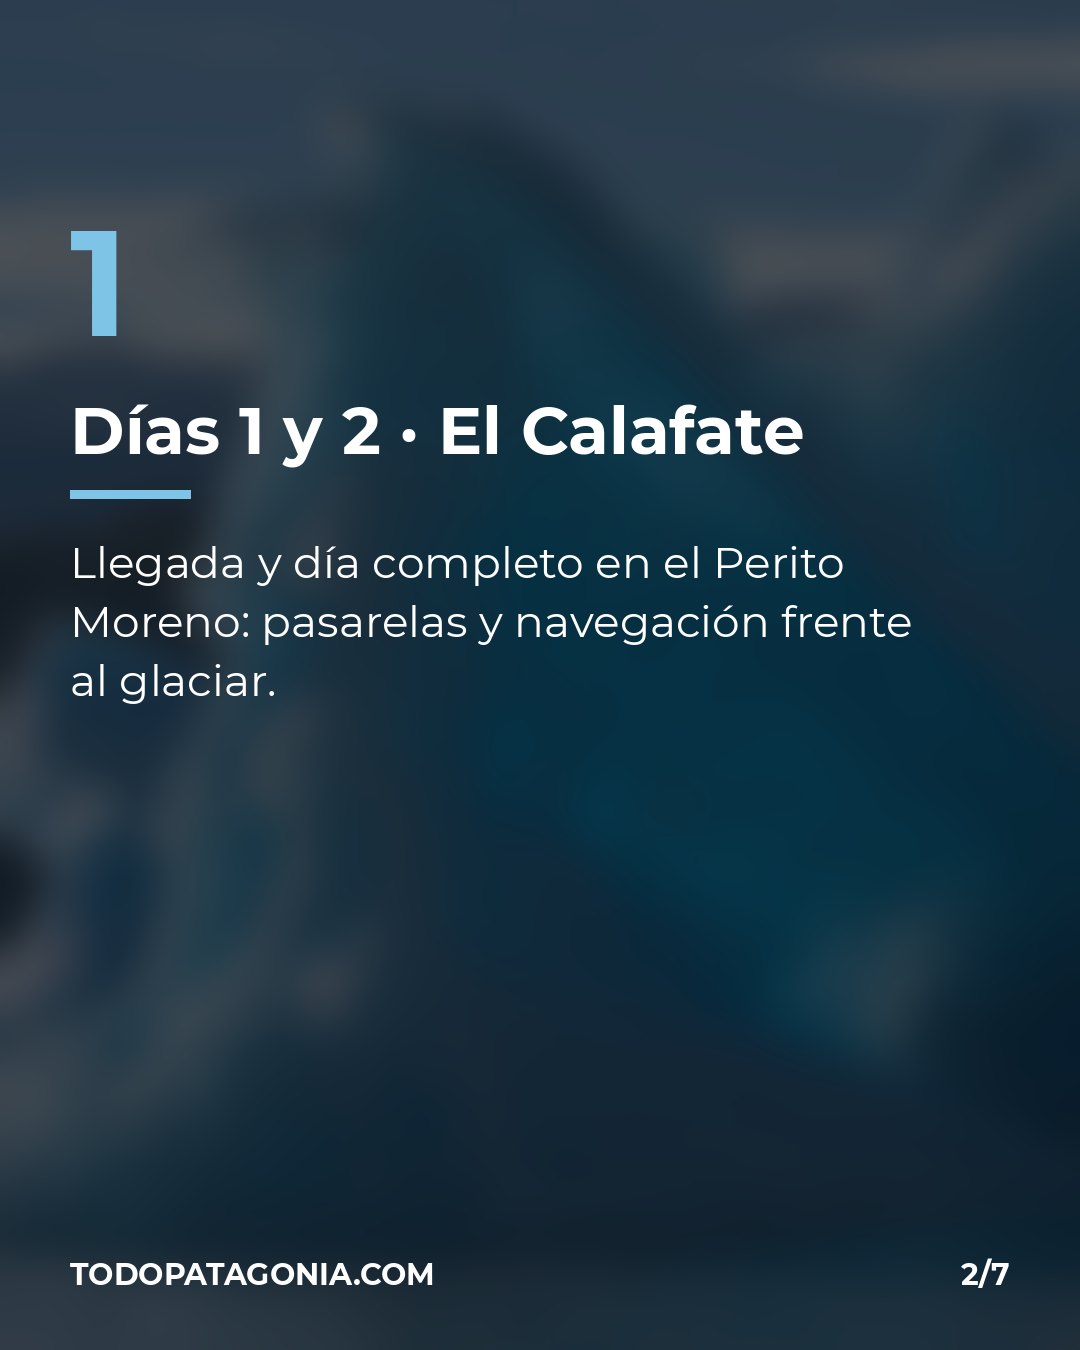 1
Días 1 y 2 · El Calafate
Llegada y día completo en el Perito
Moreno: pasarelas y navegación frente
al glaciar.
TODOPATAGONIA.COM
2/7